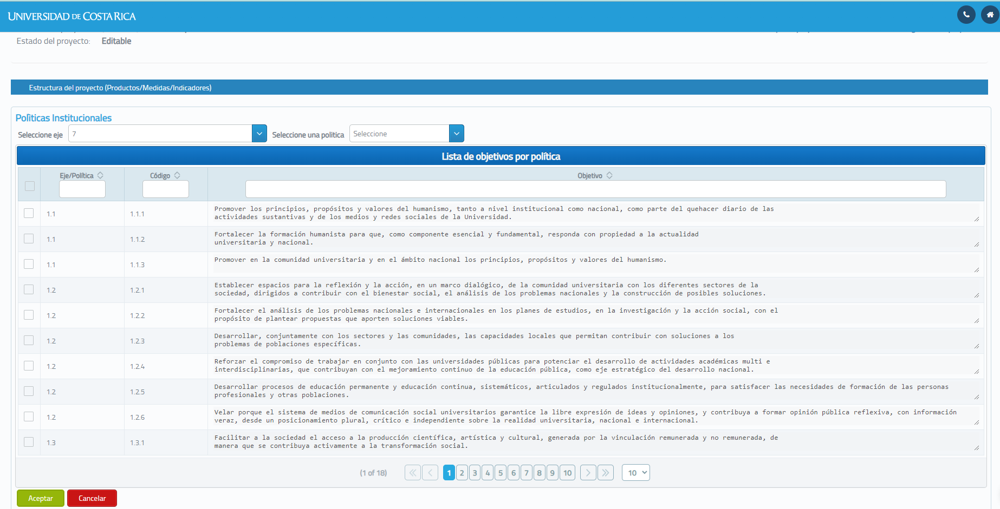 UNIVERSIDAD DE COSTA RICA
Estado del proyecto: Editable
Estructura del proyecto (Productos/Medidas/Indicadores)
Polìticas Institucionales
Seleccione eje 7 Seleccione una politica Seleccione
Lista de objetivos por política
Eje/Política Código Objetivo
1.1 1.1.1 Promover los principios, propósitos y valores del humanismo, tanto a nivel institucional como nacional, como parte del quehacer diario de las
actividades sustantivas y de los medios y redes sociales de la Universidad.
1.1 1.1.2 Fortalecer la formación humanista para que, como componente esencial y fundamental, responda con propiedad a la actualidad
universitaria y nacional.
1.1 1.1.3 Promover en la comunidad universitaria y en el ámbito nacional los principios, propósitos y valores del humanismo.
1.2 1.2.1 Establecer espacios para la reflexión y la acción, en un marco dialógico, de la comunidad universitaria con los diferentes sectores de la
sociedad, dirigidos a contribuir con el bienestar social, el análisis de los problemas nacionales y la construcción de posibles soluciones.
1.2 1.2.2 Fortalecer el análisis de los problemas nacionales e internacionales en los planes de estudios, en la investigación y la acción social, con el
propósito de plantear propuestas que aporten soluciones viables.
1.2 1.2.3 Desarrollar, conjuntamente con los sectores y las comunidades, las capacidades locales que permitan contribuir con soluciones a los
problemas de poblaciones específicas.
1.2 1.2.4 Reforzar el compromiso de trabajar en conjunto con las universidades públicas para potenciar el desarrollo de actividades académicas multi e
interdisciplinarias, que contribuyan con el mejoramiento continuo de la educación pública, como eje estratégico del desarrollo nacional.
1.2 1.2.5 Desarrollar procesos de educación permanente y educación continua, sistemáticos, articulados y regulados institucionalmente, para satisfacer las necesidades de formación de las personas
profesionales y otras poblaciones.
1.2 1.2.6 Velar porque el sistema de medios de comunicación social universitarios garantice la libre expresión de ideas y opiniones, y contribuya a formar opinión pública reflexiva, con información
veraz, desde un posicionamiento plural, crítico e independiente sobre la realidad universitaria, nacional e internacional.
1.3 1.3.1 Facilitar a la sociedad el acceso a la producción científica, artística y cultural, generada por la vinculación remunerada y no remunerada, de
manera que se contribuya activamente a la transformación social.
(1 of 18) 1 2 3 4 5 6 7 8 9 10 10
Aceptar Cancelar